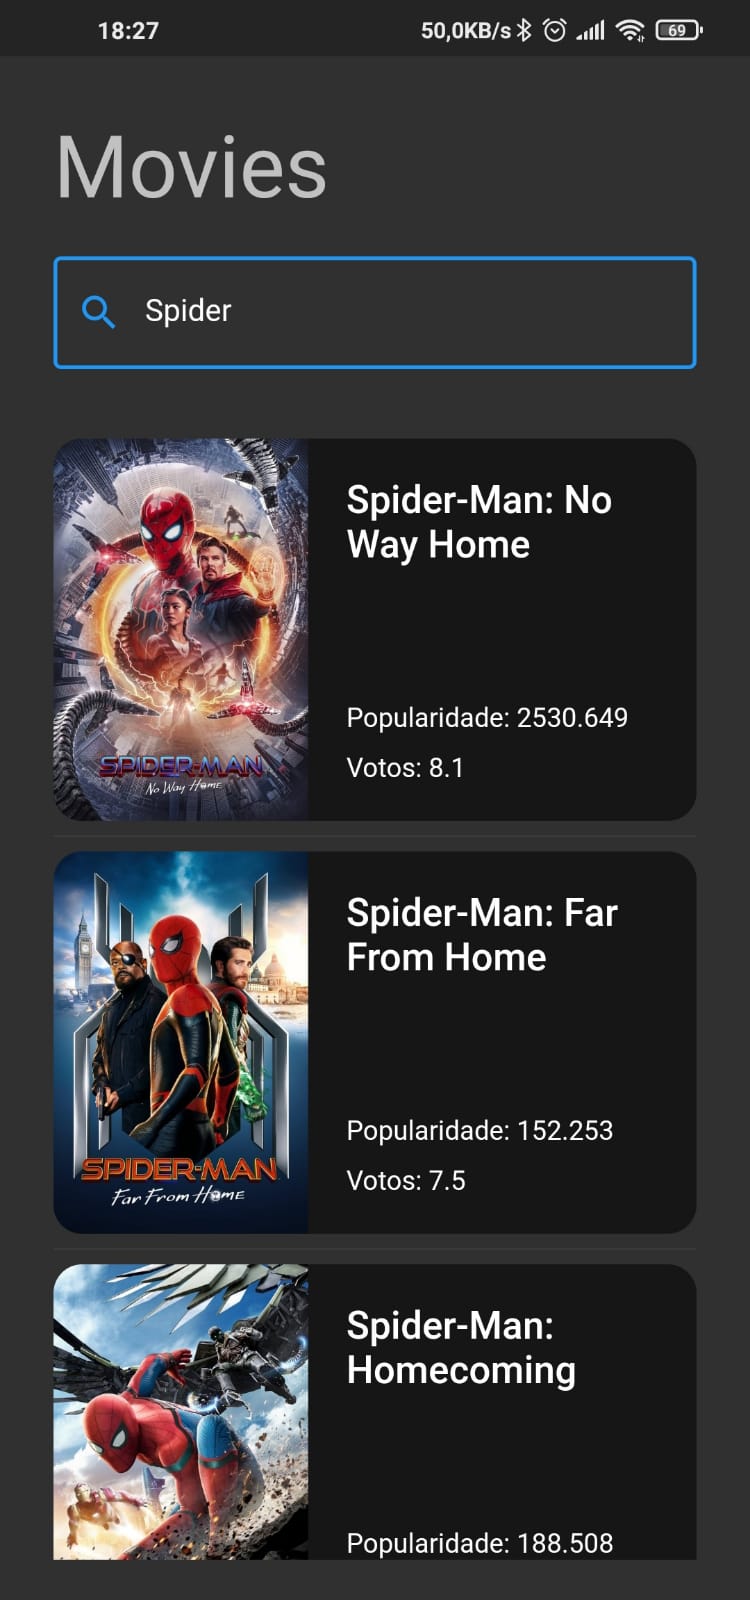 18:27
50,0KB/s
69
Movies
Spider
SPIDER-MAN
No Way Home
Spider-Man: No
Way Home
Popularidade: 2530.649
Votos: 8.1
SPIDER-MAN
Far From Home
Spider-Man: Far
From Home
Popularidade: 152.253
Votos: 7.5
Spider-Man:
Homecoming
Popularidade: 188.508